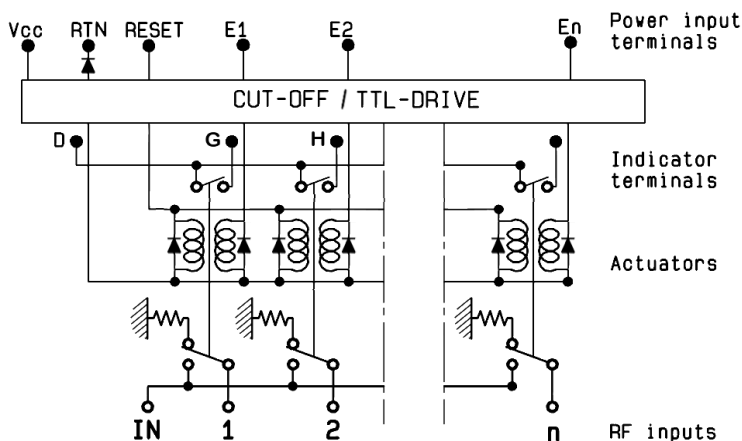 Vcc RTN RESET E1 E2 En Power input
terminals
CUT-OFF / TTL-DRIVE
D G H Indicator
terminals
Actuators
IN 1 2 n RF inputs